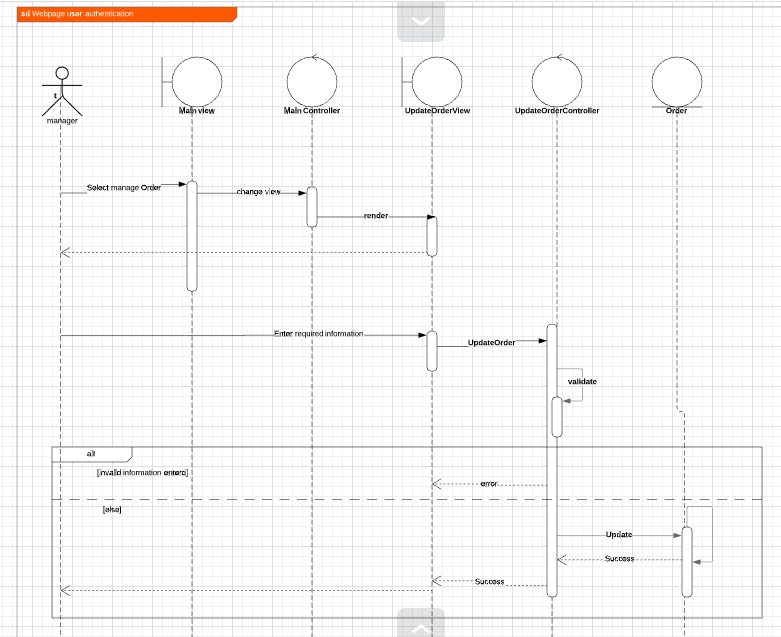 sd Webpage user authentication
t
manager
Main view
Main Controller
UpdateOrderView
UpdateOrderController
Order
Select manage Order
change view
render
Enter required information
UpdateOrder
validate
alt
[invalid information enterd]
error
[else]
Update
Success
Success